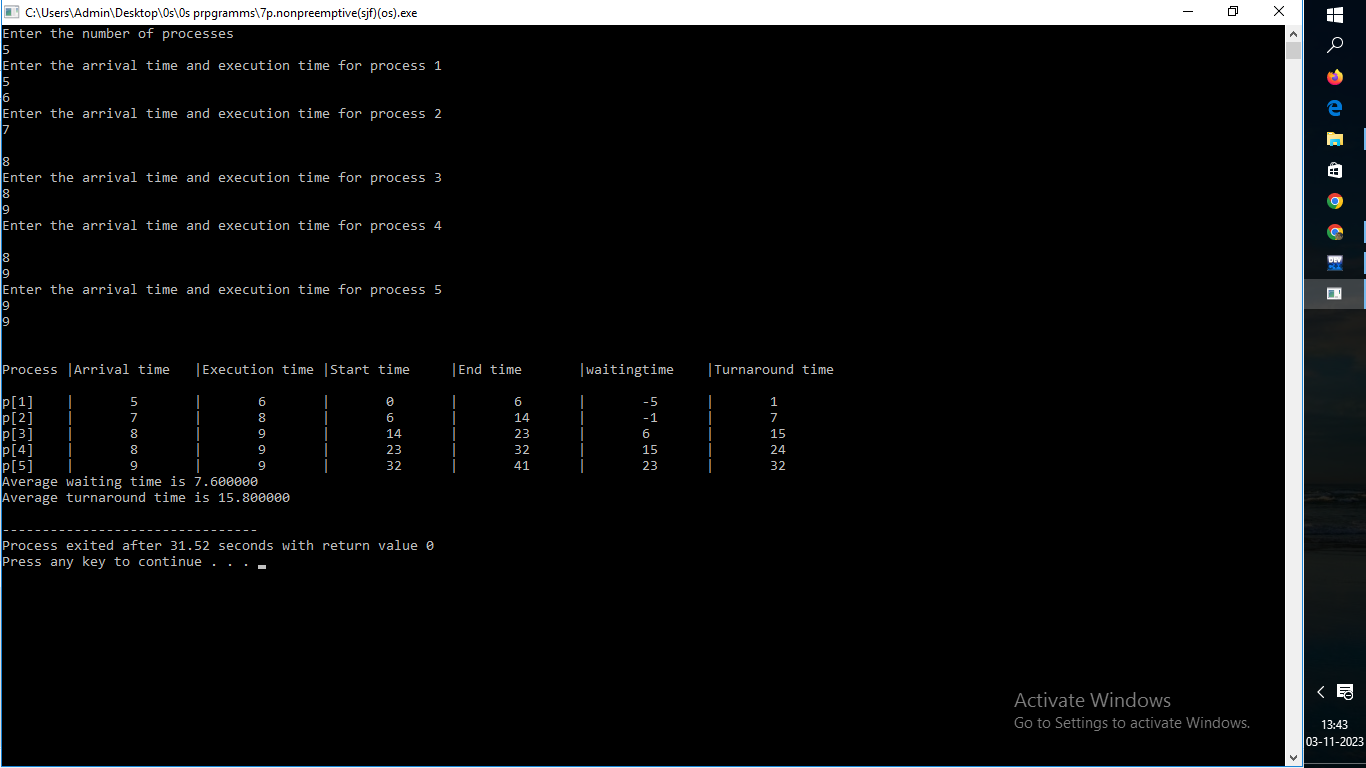 C:\Users\Admin\Desktop\0s\0s prpgramms\7p.nonpreemptive(sjf)(os).exe
Enter the number of processes
5
Enter the arrival time and execution time for process 1
5
6
Enter the arrival time and execution time for process 2
7
8
Enter the arrival time and execution time for process 3
8
9
Enter the arrival time and execution time for process 4
8
9
Enter the arrival time and execution time for process 5
9
9
Process |Arrival time |Execution time |Start time |End time |waitingtime |Turnaround time
p[1] | 5 | 6 | 0 | 6 | -5 | 1
p[2] | 7 | 8 | 6 | 14 | -1 | 7
p[3] | 8 | 9 | 14 | 23 | 6 | 15
p[4] | 8 | 9 | 23 | 32 | 15 | 24
p[5] | 9 | 9 | 32 | 41 | 23 | 32
Average waiting time is 7.600000
Average turnaround time is 15.800000
--------------------------------
Process exited after 31.52 seconds with return value 0
Press any key to continue . . .
Activate Windows
Go to Settings to activate Windows.
DEV
13:43
03-11-2023